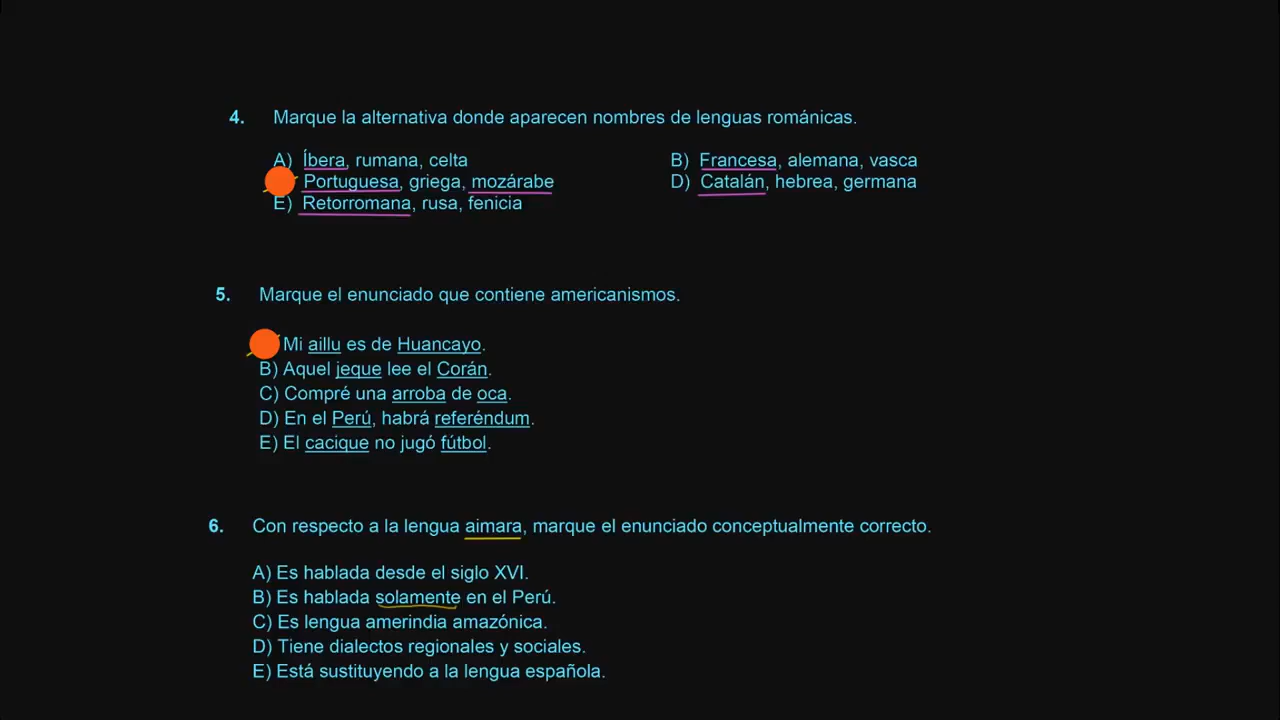 4. Marque la alternativa donde aparecen nombres de lenguas románicas.
A) Íbera, rumana, celta B) Francesa, alemana, vasca
Portuguesa, griega, mozárabe D) Catalán, hebrea, germana
E) Retorromana, rusa, fenicia
5. Marque el enunciado que contiene americanismos.
Mi aillu es de Huancayo.
B) Aquel jeque lee el Corán.
C) Compré una arroba de oca.
D) En el Perú, habrá referéndum.
E) El cacique no jugó fútbol.
6. Con respecto a la lengua aimara, marque el enunciado conceptualmente correcto.
A) Es hablada desde el siglo XVI.
B) Es hablada solamente en el Perú.
C) Es lengua amerindia amazónica.
D) Tiene dialectos regionales y sociales.
E) Está sustituyendo a la lengua española.